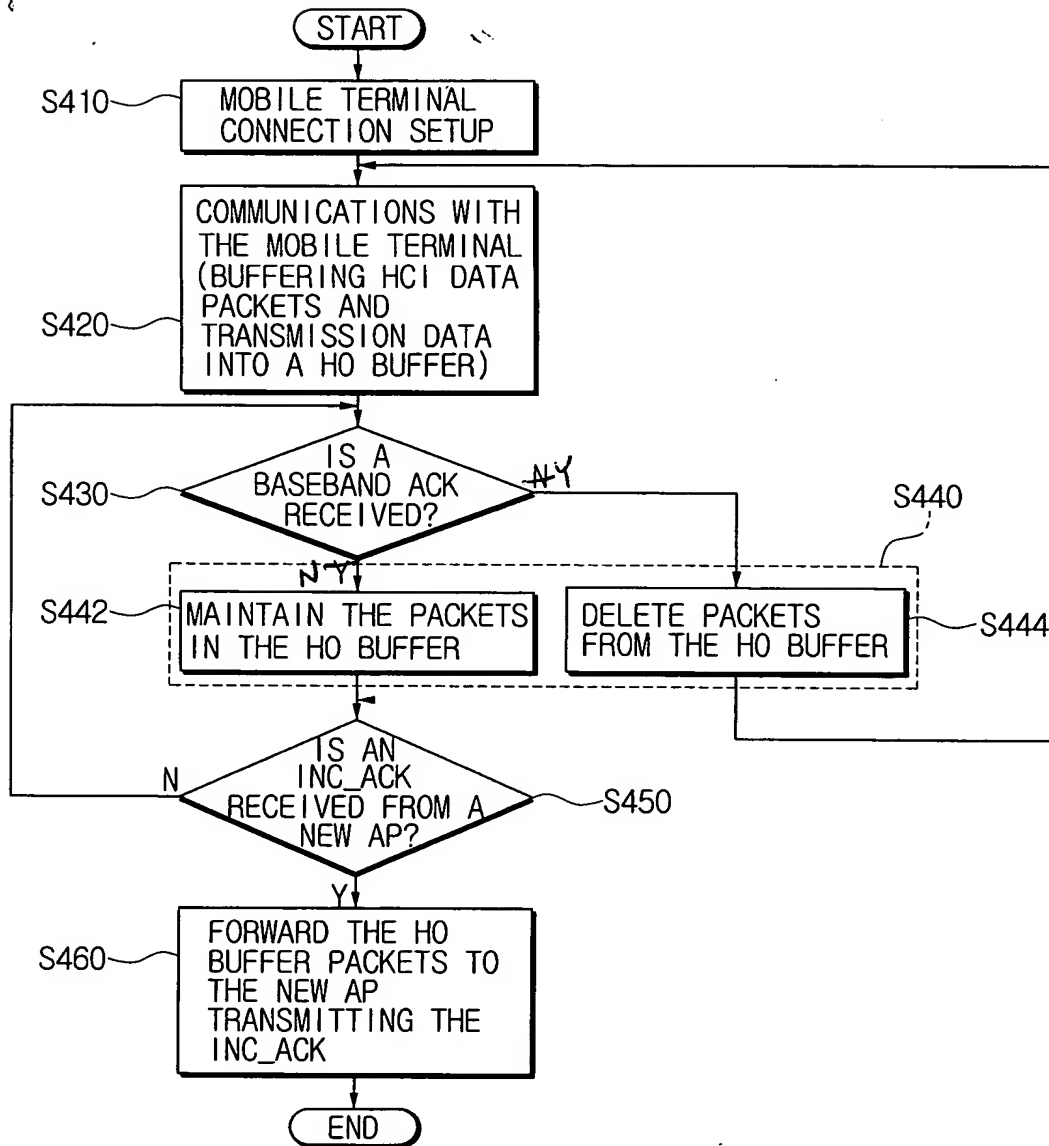 START
S410
MOBILE TERMINAL
CONNECTION SETUP
S420
COMMUNICATIONS WITH
THE MOBILE TERMINAL
(BUFFERING HCI DATA
PACKETS AND
TRANSMISSION DATA
INTO A HO BUFFER)
S430
IS A
BASEBAND ACK
RECEIVED?
N Y
S440
N Y
S442
MAINTAIN THE PACKETS
IN THE HO BUFFER
DELETE PACKETS
FROM THE HO BUFFER
S444
N
IS AN
INC_ACK
RECEIVED FROM A
NEW AP?
S450
Y
S460
FORWARD THE HO
BUFFER PACKETS TO
THE NEW AP
TRANSMITTING THE
INC_ACK
END